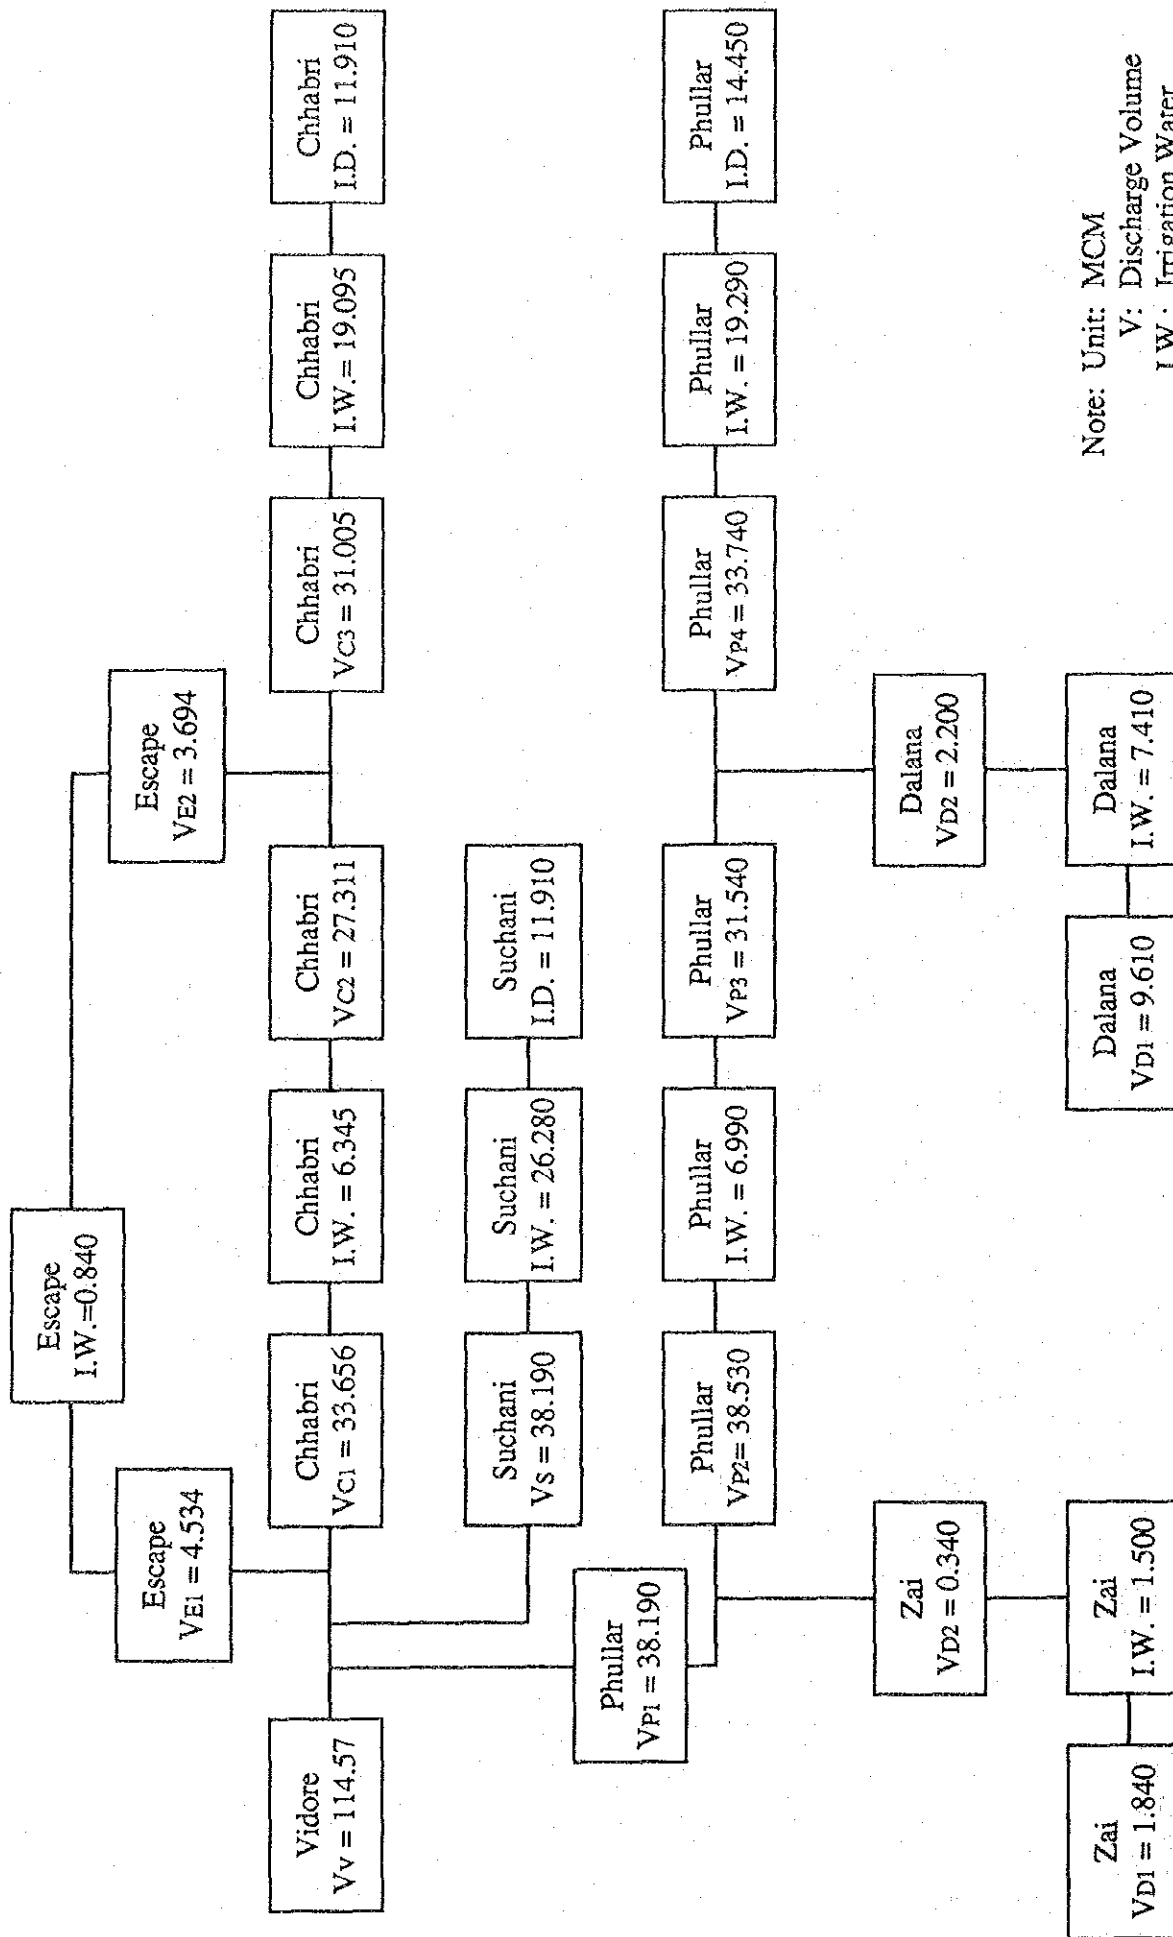 Escape
I.W.=0.840
Escape
VE1 = 4.534
Escape
VE2 = 3.694
Vidore
Vv = 114.57
Chhabri
VC1 = 33.656
Chhabri
I.W. = 6.345
Chhabri
VC2 = 27.311
Chhabri
VC3 = 31.005
Chhabri
I.W.= 19.095
Chhabri
I.D. = 11.910
Suchani
Vs = 38.190
Suchani
I.W. = 26.280
Suchani
I.D. = 11.910
Phullar
VP1 = 38.190
Phullar
VP2= 38.530
Phullar
I.W. = 6.990
Phullar
VP3 = 31.540
Phullar
VP4 = 33.740
Phullar
I.W. = 19.290
Phullar
I.D. = 14.450
Zai
VD2 = 0.340
Dalana
VD2 = 2.200
Zai
VD1 = 1.840
Zai
I.W. = 1.500
Dalana
VD1 = 9.610
Dalana
I.W. = 7.410
Note: Unit: MCM
V: Discharge Volume
I.W.: Irrigation Water